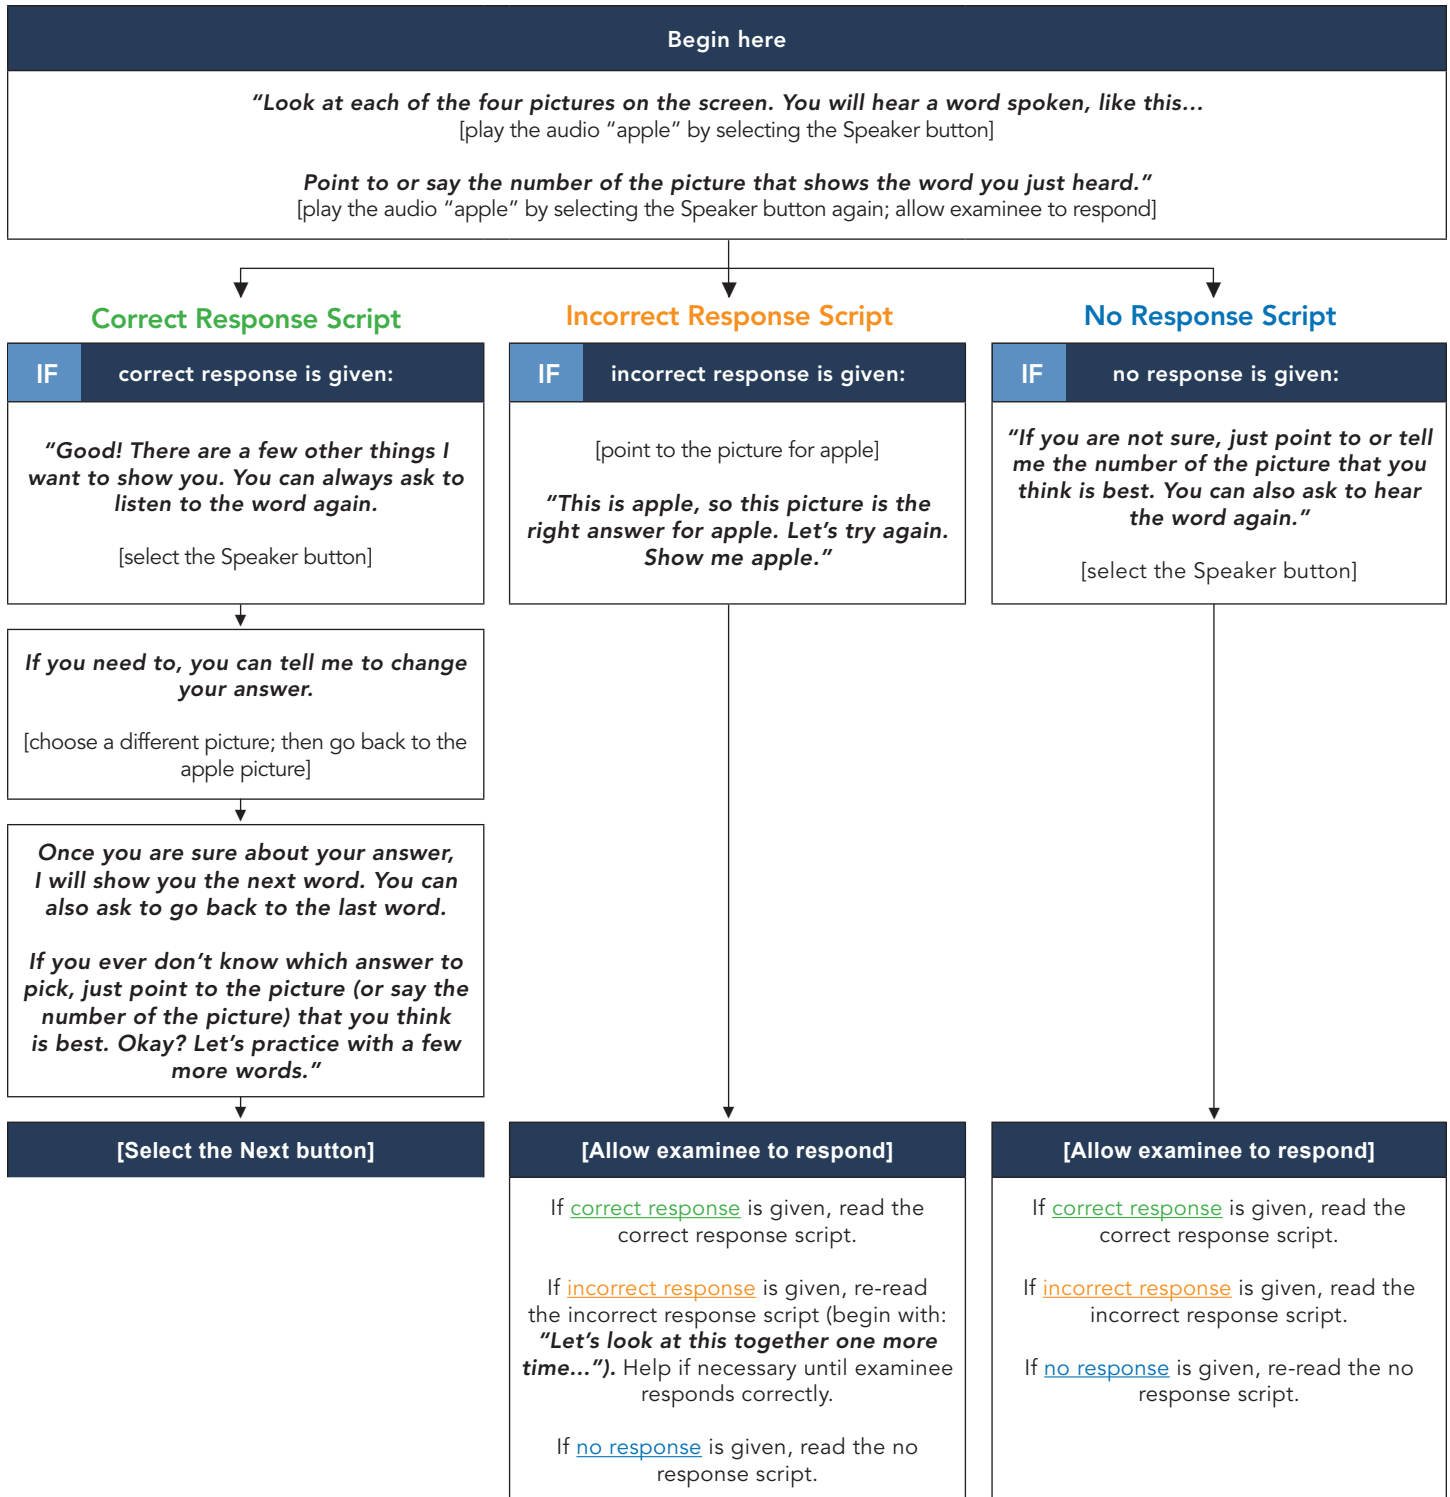 Begin here
“Look at each of the four pictures on the screen. You will hear a word spoken, like this…
[play the audio “apple” by selecting the Speaker button]
Point to or say the number of the picture that shows the word you just heard.”
[play the audio “apple” by selecting the Speaker button again; allow examinee to respond]
Correct Response Script
IF correct response is given:
“Good! There are a few other things I
want to show you. You can always ask to
listen to the word again.
[select the Speaker button]
If you need to, you can tell me to change
your answer.
[choose a different picture; then go back to the
apple picture]
Once you are sure about your answer,
I will show you the next word. You can
also ask to go back to the last word.
If you ever don’t know which answer to
pick, just point to the picture (or say the
number of the picture) that you think
is best. Okay? Let’s practice with a few
more words.”
[Select the Next button]
Incorrect Response Script
IF incorrect response is given:
[point to the picture for apple]
“This is apple, so this picture is the
right answer for apple. Let’s try again.
Show me apple.”
[Allow examinee to respond]
If correct response is given, read the
correct response script.
If incorrect response is given, re-read
the incorrect response script (begin with:
“Let’s look at this together one more
time…”). Help if necessary until examinee
responds correctly.
If no response is given, read the no
response script.
No Response Script
IF no response is given:
“If you are not sure, just point to or tell
me the number of the picture that you
think is best. You can also ask to hear
the word again.”
[select the Speaker button]
[Allow examinee to respond]
If correct response is given, read the
correct response script.
If incorrect response is given, read the
incorrect response script.
If no response is given, re-read the no
response script.